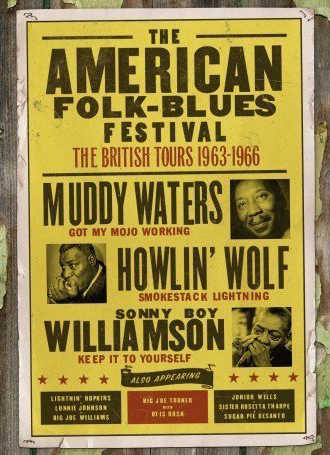 THE
AMERICAN
FOLK-BLUES
FESTIVAL
THE BRITISH TOURS 1963-1966
MUDDY WATERS
GOT MY MOJO WORKING
HOWLIN' WOLF
SMOKESTACK LIGHTNING
SONNY BOY
WILLIAMSON
KEEP IT TO YOURSELF
ALSO APPEARING
LIGHTNIN' HOPKINS
LONNIE JOHNSON
BIG JOE WILLIAMS
BIG JOE TURNER
WITH
OTIS RUSH
JUNIOR WELLS
SISTER ROSETTA THARPE
SUGAR PIE DESANTO